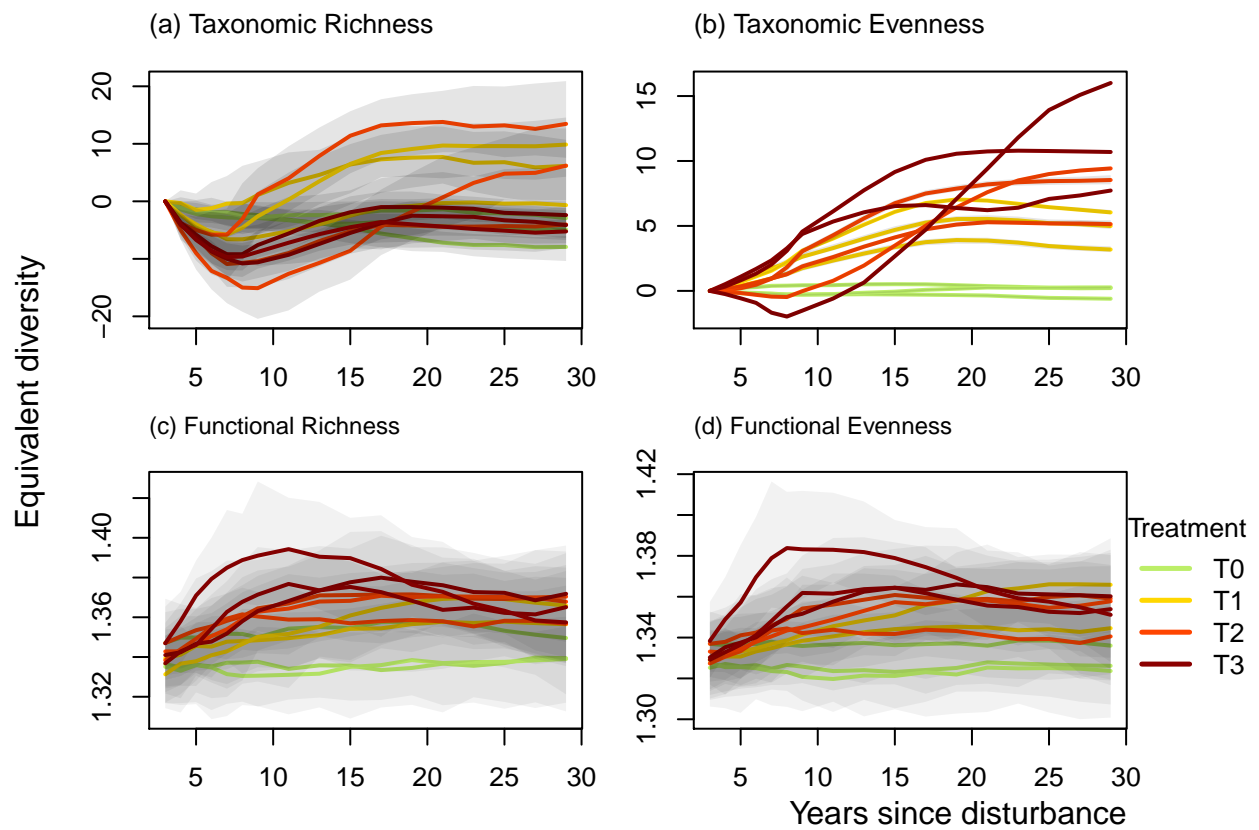 (a) Taxonomic Richness
(b) Taxonomic Evenness
20
10
0
−20
5 10 15 20 25 30
15
10
5
0
5 10 15 20 25 30
Equivalent diversity
(c) Functional Richness
(d) Functional Evenness
1.40
1.36
1.32
5 10 15 20 25 30
1.42
1.38
1.34
1.30
5 10 15 20 25 30
Years since disturbance
Treatment
T0
T1
T2
T3